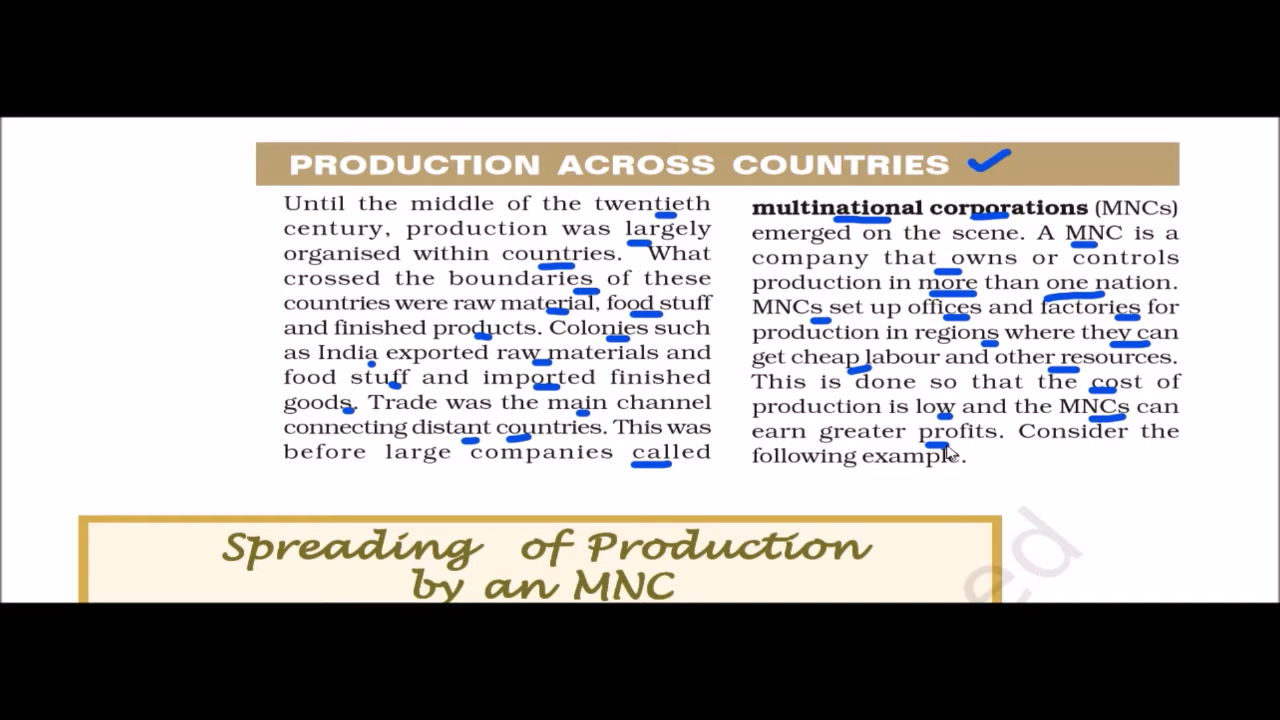 PRODUCTION ACROSS COUNTRIES
Until the middle of the twentieth
century, production was largely
organised within countries. What
crossed the boundaries of these
countries were raw material, food stuff
and finished products. Colonies such
as India exported raw materials and
food stuff and imported finished
goods. Trade was the main channel
connecting distant countries. This was
before large companies called
multinational corporations (MNCs)
emerged on the scene. A MNC is a
company that owns or controls
production in more than one nation.
MNCs set up offices and factories for
production in regions where they can
get cheap labour and other resources.
This is done so that the cost of
production is low and the MNCs can
earn greater profits. Consider the
following example.
Spreading of Production
by an MNC